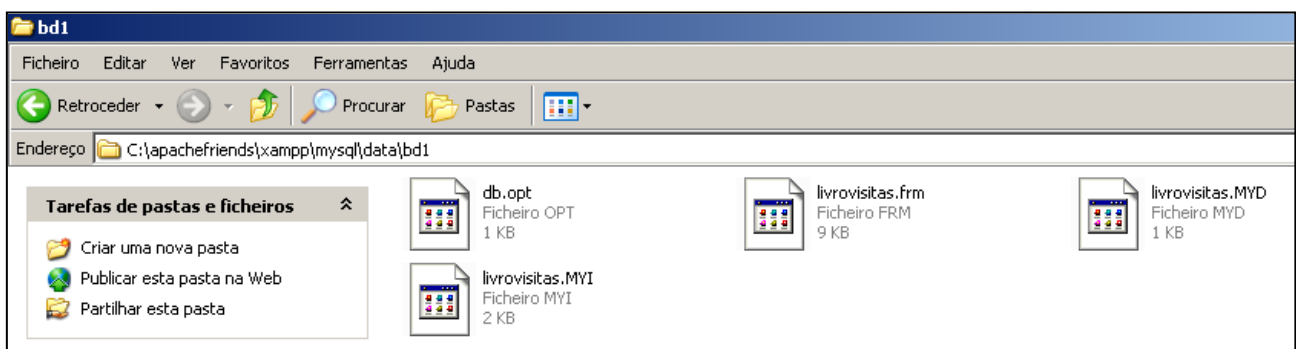 bd1
Ficheiro Editar Ver Favoritos Ferramentas Ajuda
Retroceder Procurar Pastas
Endereço C:\apachefriends\xampp\mysql\data\bd1
Tarefas de pastas e ficheiros
Criar uma nova pasta
Publicar esta pasta na Web
Partilhar esta pasta
db.opt
Ficheiro OPT
1 KB
livrovisitas.frm
Ficheiro FRM
9 KB
livrovisitas.MYD
Ficheiro MYD
1 KB
livrovisitas.MYI
Ficheiro MYI
2 KB